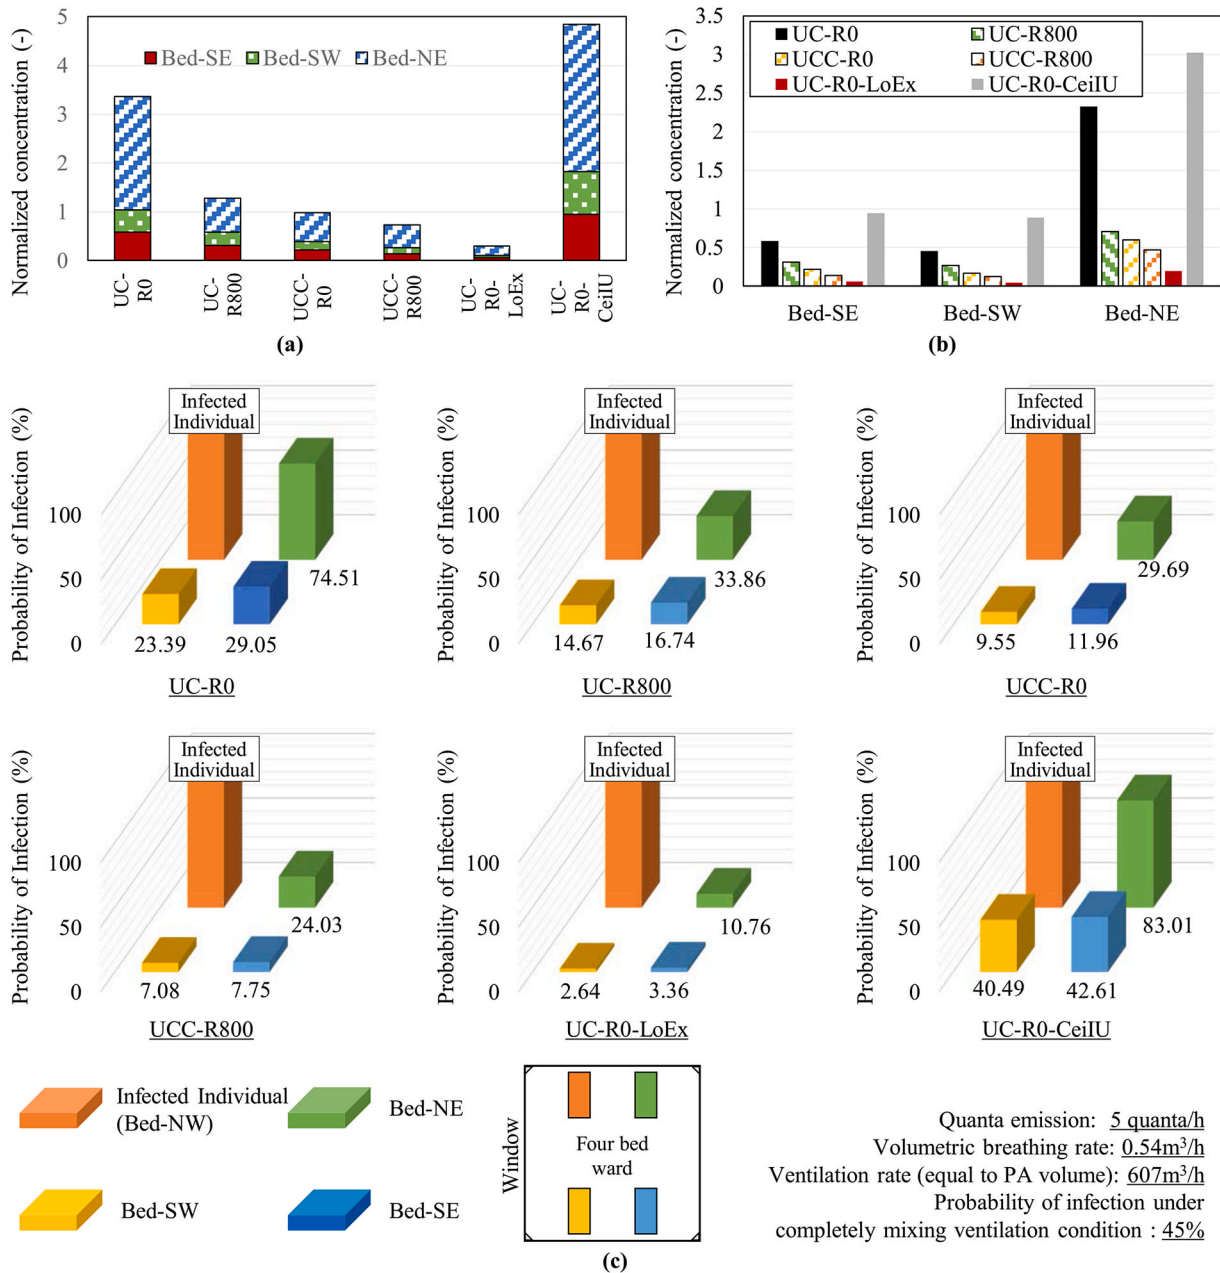 Normalized concentration (-)
5
4
3
2
1
0
Bed-SE
Bed-SW
Bed-NE
UC-
R0
UC-
R800
UCC-
R0
UCC-
R800
UC-
R0-
LoEx
UC-
R0-
CeilU
(a)
Normalized concentration (-)
3.5
3
2.5
2
1.5
1
0.5
0
UC-R0
UC-R800
UCC-R0
UCC-R800
UC-R0-LoEx
UC-R0-CeilU
Bed-SE
Bed-SW
Bed-NE
(b)
Probability of Infection (%)
100
50
0
Infected
Individual
74.51
23.39
29.05
UC-R0
Probability of Infection (%)
100
50
0
Infected
Individual
33.86
14.67
16.74
UC-R800
Probability of Infection (%)
100
50
0
Infected
Individual
29.69
9.55
11.96
UCC-R0
Probability of Infection (%)
100
50
0
Infected
Individual
24.03
7.08
7.75
UCC-R800
Probability of Infection (%)
100
50
0
Infected
Individual
10.76
2.64
3.36
UC-R0-LoEx
Probability of Infection (%)
100
50
0
Infected
Individual
83.01
40.49
42.61
UC-R0-CeilU
Infected Individual
(Bed-NW)
Bed-NE
Bed-SW
Bed-SE
Window
Four bed
ward
(c)
Quanta emission: 5 quanta/h
Volumetric breathing rate: 0.54m³/h
Ventilation rate (equal to PA volume): 607m³/h
Probability of infection under
completely mixing ventilation condition : 45%